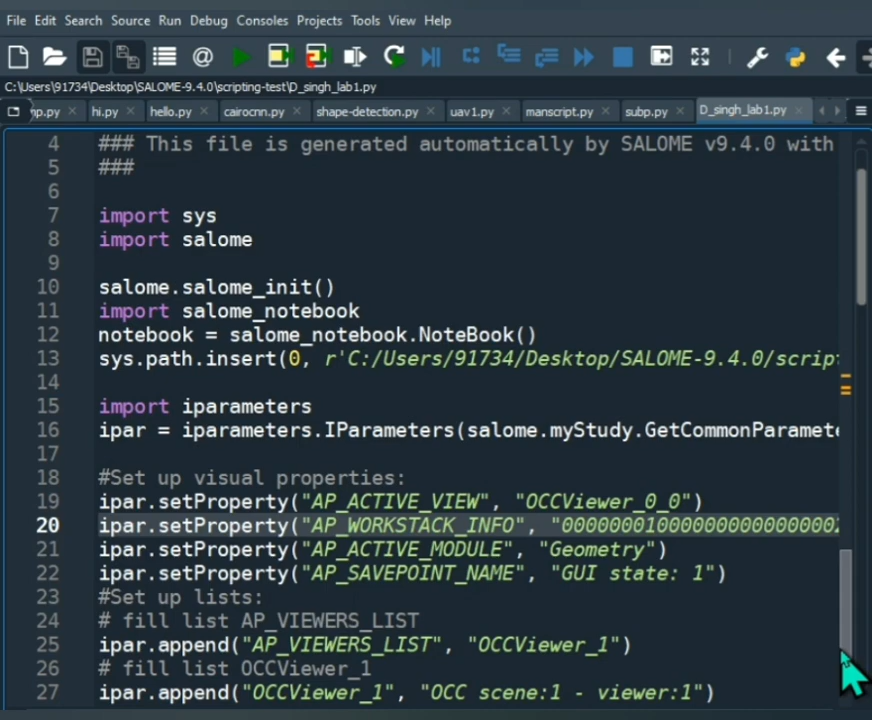 File Edit Search Source Run Debug Consoles Projects Tools View Help
C:\Users\91734\Desktop\SALOME-9.4.0\scripting-test\D_singh_lab1.py
np.py hi.py hello.py cairocnn.py shape-detection.py uav1.py manscript.py subp.py D_singh_lab1.py
4 ### This file is generated automatically by SALOME v9.4.0 with
5 ###
6
7 import sys
8 import salome
9
10 salome.salome_init()
11 import salome_notebook
12 notebook = salome_notebook.NoteBook()
13 sys.path.insert(0, r'C:/Users/91734/Desktop/SALOME-9.4.0/script
14
15 import iparameters
16 ipar = iparameters.IParameters(salome.myStudy.GetCommonParamete
17
18 #Set up visual properties:
19 ipar.setProperty("AP_ACTIVE_VIEW", "OCCViewer_0_0")
20 ipar.setProperty("AP_WORKSTACK_INFO", "000000010000000000000002
21 ipar.setProperty("AP_ACTIVE_MODULE", "Geometry")
22 ipar.setProperty("AP_SAVEPOINT_NAME", "GUI state: 1")
23 #Set up lists:
24 # fill list AP_VIEWERS_LIST
25 ipar.append("AP_VIEWERS_LIST", "OCCViewer_1")
26 # fill list OCCViewer_1
27 ipar.append("OCCViewer_1", "OCC scene:1 - viewer:1")